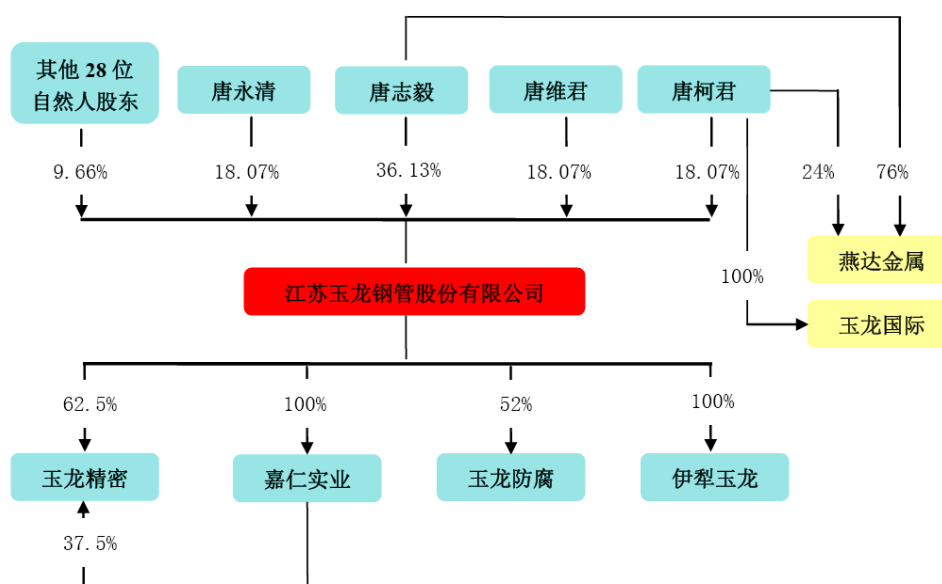 其他 28 位
自然人股东
唐永清
唐志毅
唐维君
唐柯君
9.66%
18.07%
36.13%
18.07%
18.07%
24%
76%
燕达金属
江苏玉龙钢管股份有限公司
100%
玉龙国际
62.5%
100%
52%
100%
玉龙精密
嘉仁实业
玉龙防腐
伊犁玉龙
37.5%